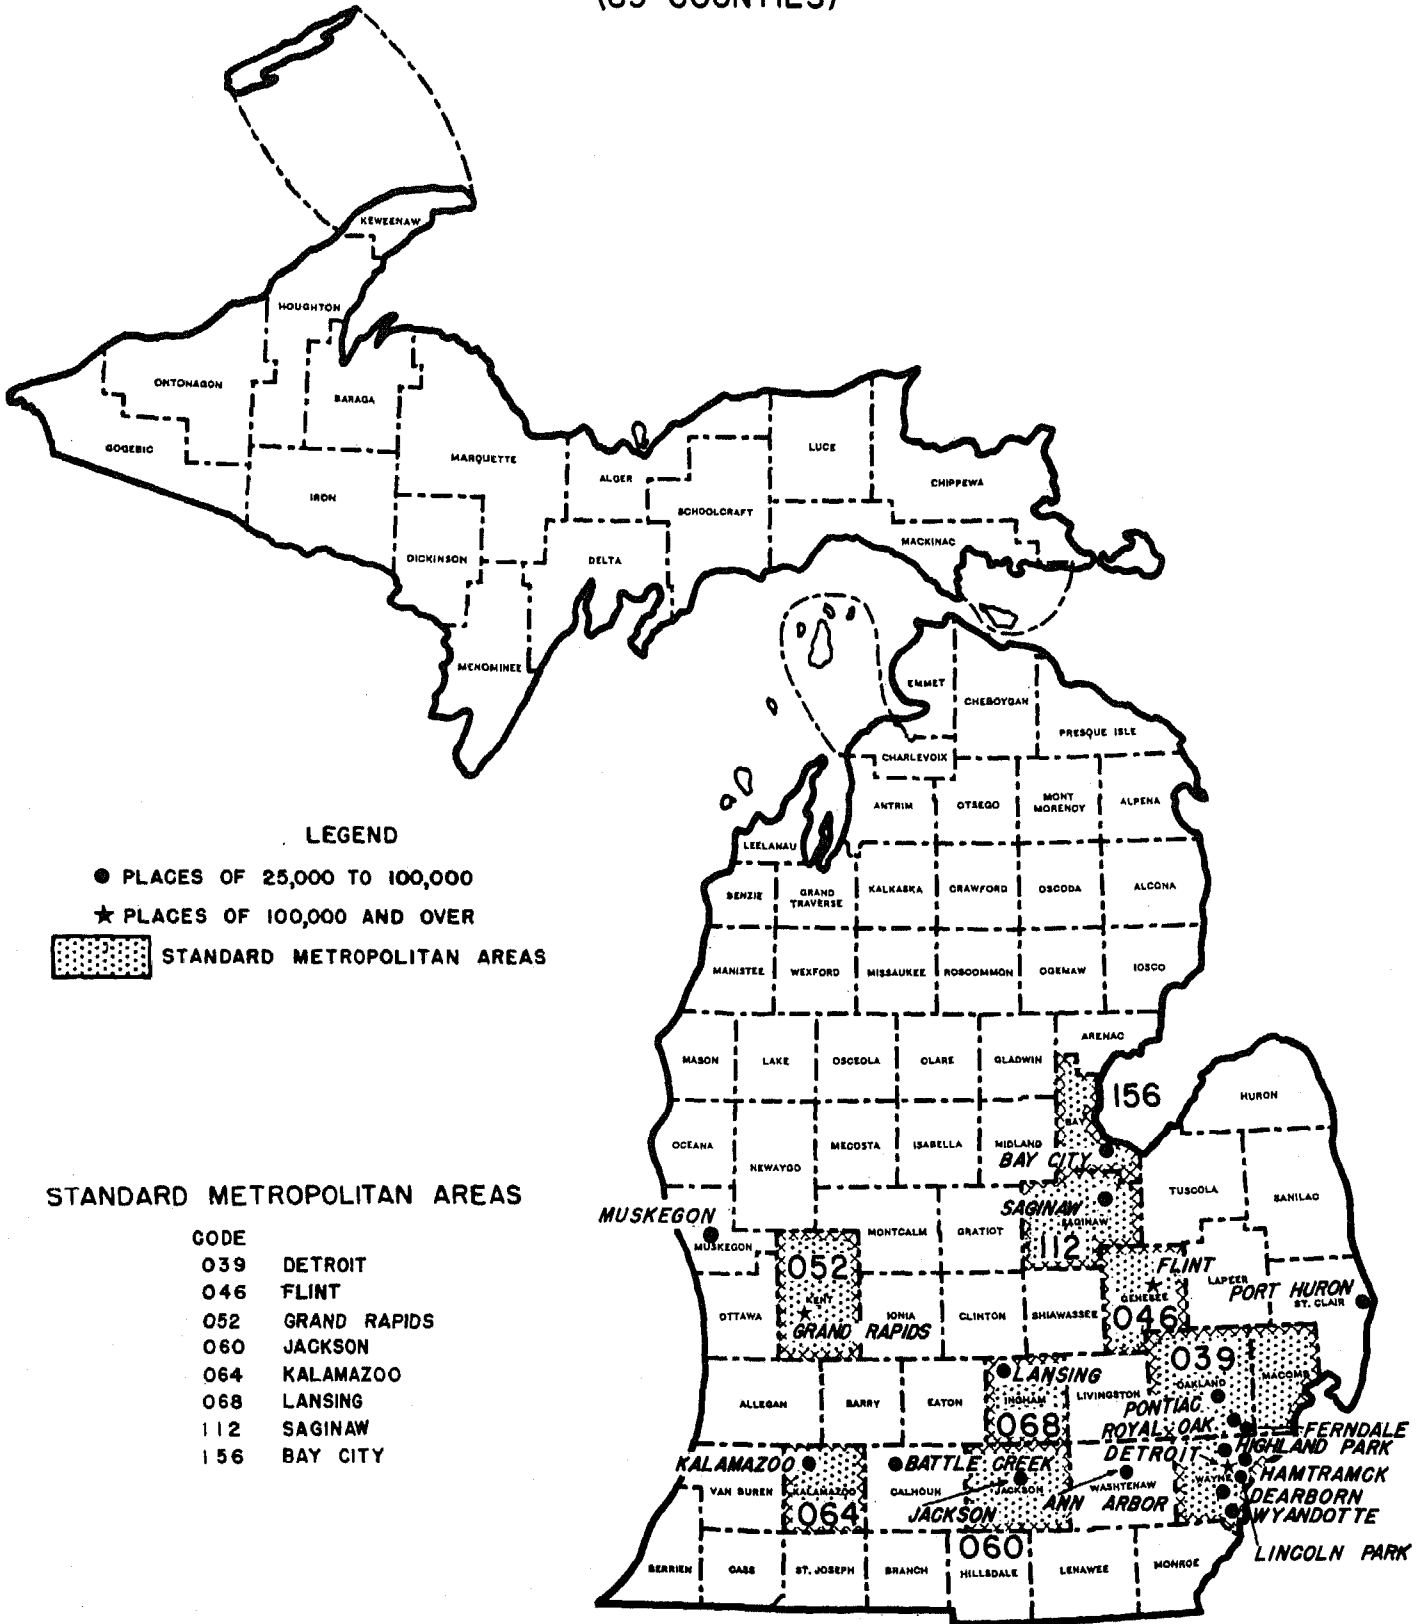 KEWEENAW
HOUGHTON
ONTONAGON
BARAGA
GOGEBIC
MARQUETTE
IRON
ALGER
LUCE
CHIPPEWA
SCHOOLCRAFT
MACKINAC
DICKINSON
DELTA
MENOMINEE
EMMET
CHEBOYGAN
PRESQUE ISLE
CHARLEVOIX
ANTRIM
OTSEGO
MONT
MORENCY
ALPENA
LEELANAU
BENZIE
GRAND
TRAVERSE
KALKASKA
CRAWFORD
OSCODA
ALCONA
MANISTEE
WEXFORD
MISSAUKEE
ROSCOMMON
OGEMAW
IOSCO
LEGEND
PLACES OF 25,000 TO 100,000
PLACES OF 100,000 AND OVER
STANDARD METROPOLITAN AREAS
ARENAC
MASON
LAKE
OSCEOLA
CLARE
GLADWIN
156
HURON
BAY
OCEANA
NEWAYGO
MECOSTA
ISABELLA
MIDLAND
BAY CITY
TUSCOLA
SANILAC
MUSKEGON
MUSKEGON
MONTCALM
GRATIOT
SAGINAW
SAGINAW
112
052
KENT
GRAND RAPIDS
OTTAWA
IONIA
CLINTON
SHIAWASSEE
FLINT
GENESEE
046
LAPEER
PORT HURON
ST. CLAIR
STANDARD METROPOLITAN AREAS
CODE
039 DETROIT
046 FLINT
052 GRAND RAPIDS
060 JACKSON
064 KALAMAZOO
068 LANSING
112 SAGINAW
156 BAY CITY
ALLEGAN
BARRY
EATON
LANSING
INGHAM
068
LIVINGSTON
039
OAKLAND
MACOMB
PONTIAC
ROYAL OAK
FERNDALE
DETROIT
HIGHLAND PARK
WAYNE
HAMTRAMCK
DEARBORN
WYANDOTTE
LINCOLN PARK
KALAMAZOO
VAN BUREN
KALAMAZOO
064
BATTLE CREEK
CALHOUN
JACKSON
JACKSON
WASHTENAW
ANN ARBOR
060
BERRIEN
CASS
ST. JOSEPH
BRANCH
HILLSDALE
LENAWEE
MONROE